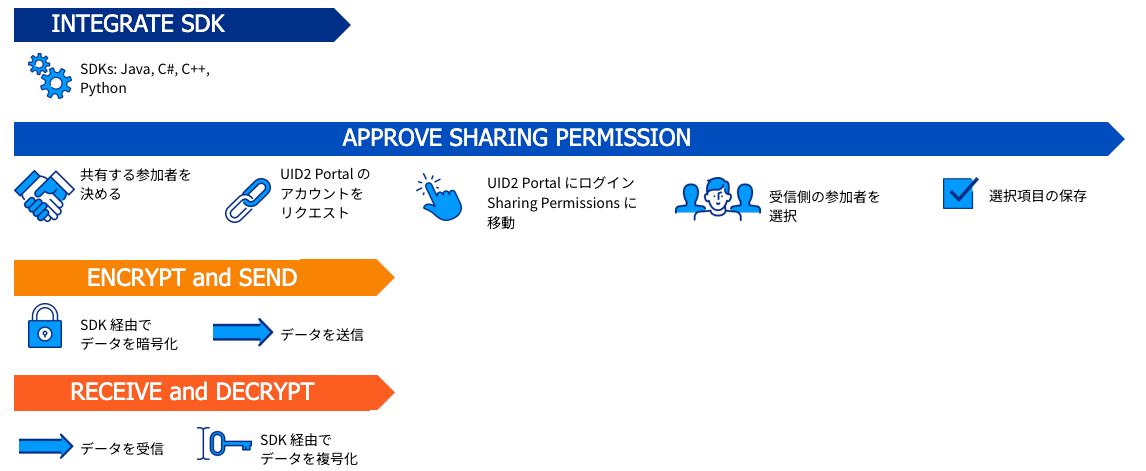 INTEGRATE SDK
SDKs: Java, C#, C++,
Python
APPROVE SHARING PERMISSION
共有する参加者を
決める
UID2 Portal の
アカウントを
リクエスト
UID2 Portal にログイン
Sharing Permissions に
移動
受信側の参加者を
選択
選択項目の保存
ENCRYPT and SEND
SDK 経由で
データを暗号化
データを送信
RECEIVE and DECRYPT
データを受信
SDK 経由で
データを複号化